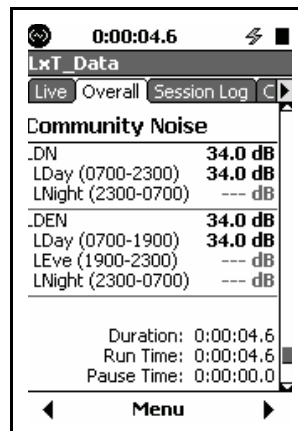 0:00:04.6
LxT_Data
Live Overall Session Log C
Community Noise
LDN 34.0 dB
LDay (0700-2300) 34.0 dB
LNight (2300-0700) --- dB
LDEN 34.0 dB
LDay (0700-1900) 34.0 dB
LEve (1900-2300) --- dB
LNight (2300-0700) --- dB
Duration: 0:00:04.6
Run Time: 0:00:04.6
Pause Time: 0:00:00.0
Menu